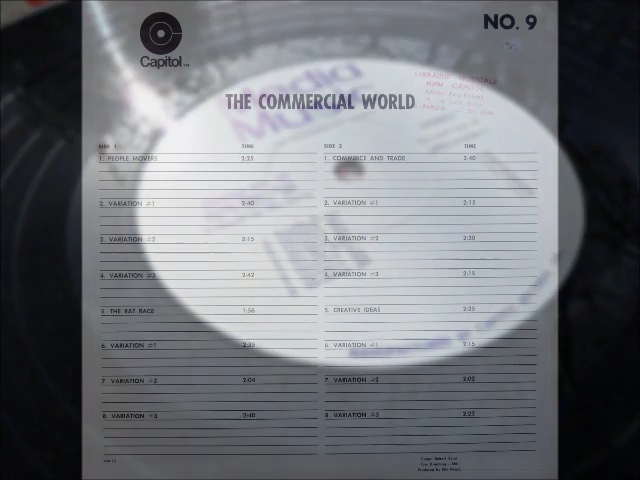 Capitol™
NO. 9
THE COMMERCIAL WORLD
SIDE 1 TIME
1. PEOPLE MOVERS 2:25
2. VARIATION #1 2:40
3. VARIATION #2 2:15
4. VARIATION #3 2:42
5 THE RAT RACE 1:56
6. VARIATION #1 2:35
7 VARIATION #2 2:04
8 VARIATION #3 2:40
SIDE 2 TIME
1 COMMERCE AND TRADE 2:40
2. VARIATION #1 2:15
3. VARIATION #2 2:20
4. VARIATION #3 2:15
5. CREATIVE IDEAS 2:35
6 VARIATION #1 2:15
7 VARIATION #2 2:02
8 VARIATION #3 2:22
Media
Music